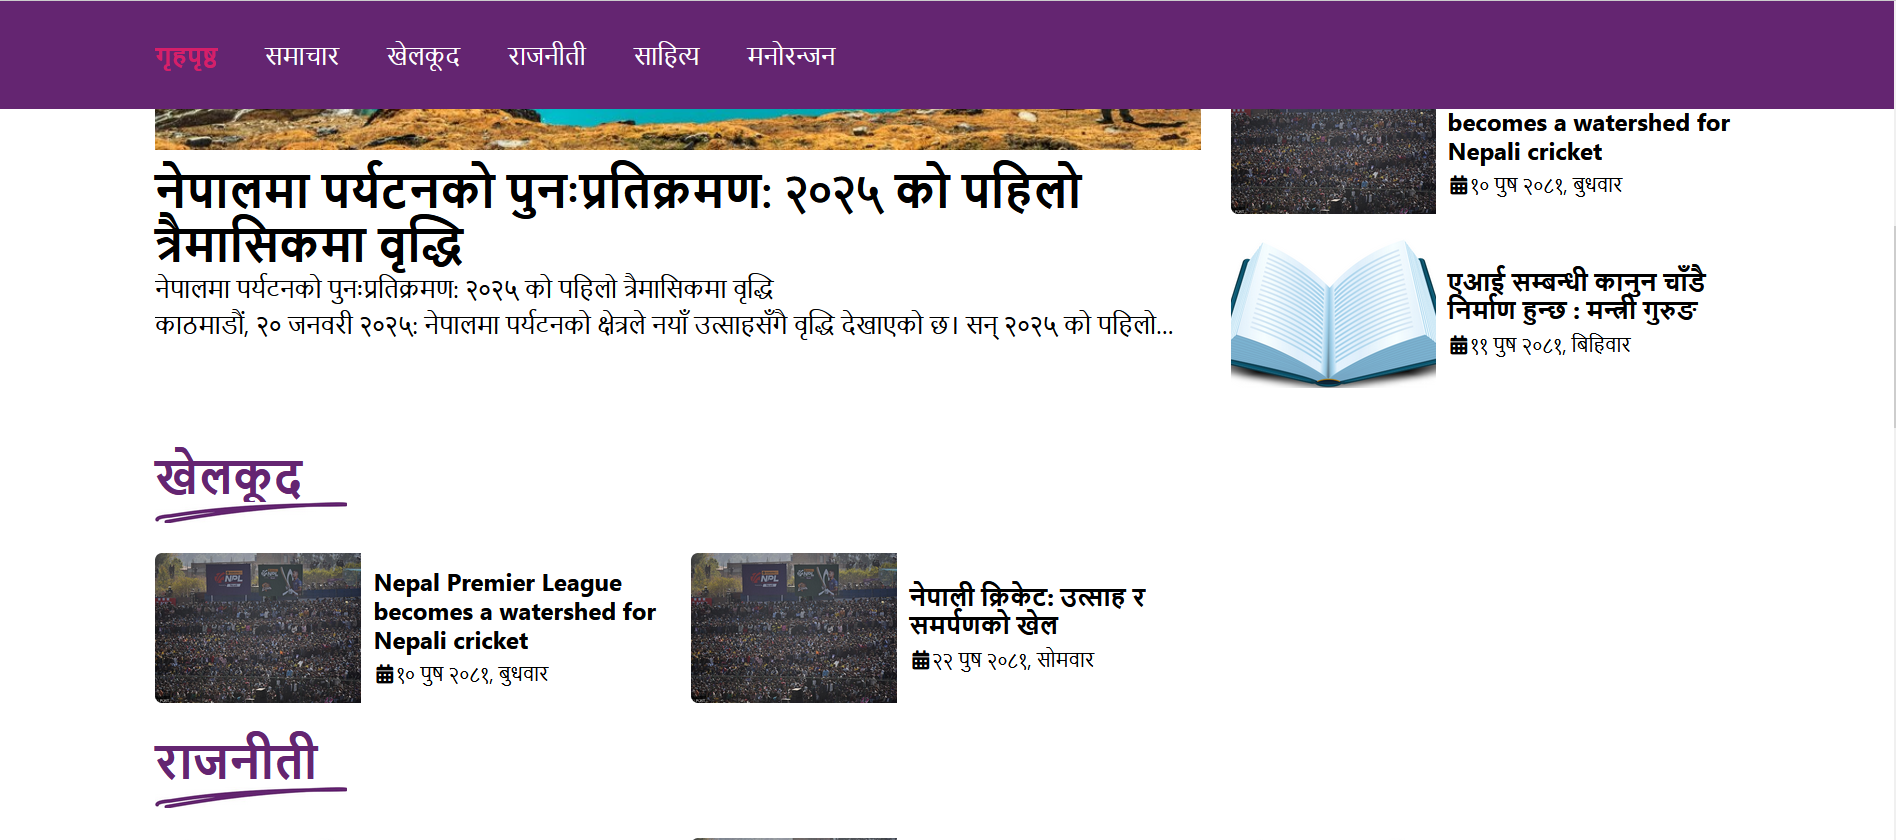 गृहपृष्ठ समाचार खेलकूद राजनीती साहित्य मनोरन्जन
नेपालमा पर्यटनको पुनःप्रतिक्रमण: २०२५ को पहिलो
त्रैमासिकमा वृद्धि
नेपालमा पर्यटनको पुनःप्रतिक्रमण: २०२५ को पहिलो त्रैमासिकमा वृद्धि
काठमाडौं, २० जनवरी २०२५: नेपालमा पर्यटनको क्षेत्रले नयाँ उत्साहसँगै वृद्धि देखाएको छ। सन् २०२५ को पहिलो...
becomes a watershed for
Nepali cricket
१० पुष २०८१, बुधवार
एआई सम्बन्धी कानुन चाँडै
निर्माण हुन्छ : मन्त्री गुरुङ
११ पुष २०८१, बिहिवार
खेलकूद
NPL
Nepal Premier League
becomes a watershed for
Nepali cricket
१० पुष २०८१, बुधवार
NPL
नेपाली क्रिकेट: उत्साह र
समर्पणको खेल
२२ पुष २०८१, सोमवार
राजनीती